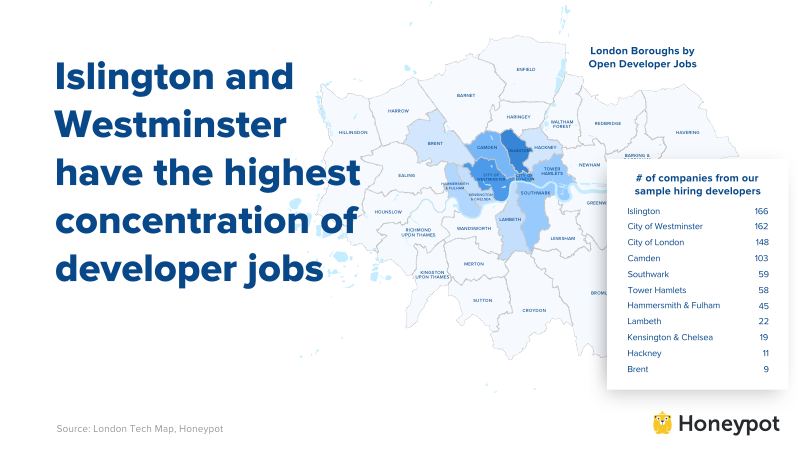 Islington and
Westminster
have the highest
concentration of
developer jobs
London Boroughs by
Open Developer Jobs
ENFIELD
BARNET
HARROW
HARINGEY
WALTHAM
FOREST
REDBRIDGE
HAVERING
HILLINGDON
BRENT
CAMDEN
HACKNEY
BARKING &
NEWHAM
EALING
TOWER
HAMLETS
CITY OF
WESTMINSTER
CITY OF
LONDON
HAMMERSMITH
& FULHAM
KENSINGTON
& CHELSEA
SOUTHWARK
GREENW
HOUNSLOW
LAMBETH
RICHMOND
UPON THAMES
WANDSWORTH
LEWISHAM
MERTON
KINGSTON
UPON THAMES
SUTTON
CROYDON
BROML
# of companies from our
sample hiring developers
Islington 166
City of Westminster 162
City of London 148
Camden 103
Southwark 59
Tower Hamlets 58
Hammersmith & Fulham 45
Lambeth 22
Kensington & Chelsea 19
Hackney 11
Brent 9
Source: London Tech Map, Honeypot
Honeypot